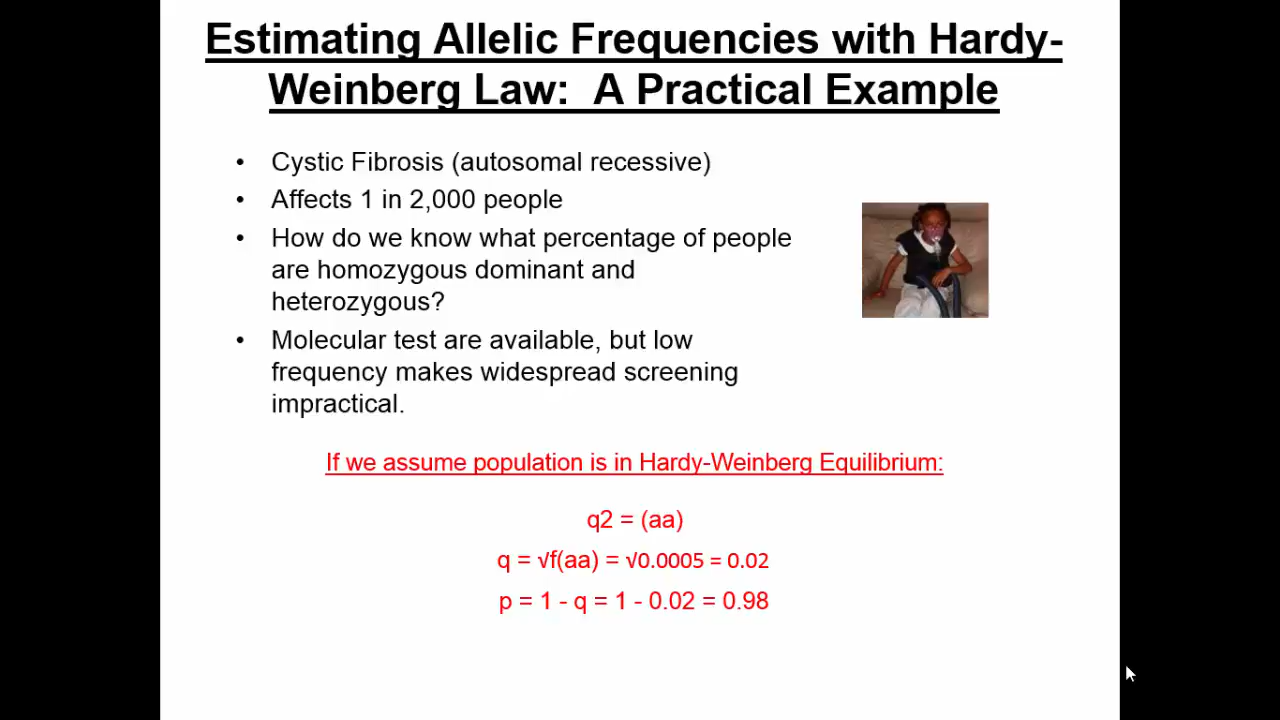 Estimating Allelic Frequencies with Hardy-
Weinberg Law:  A Practical Example
• Cystic Fibrosis (autosomal recessive)
• Affects 1 in 2,000 people
• How do we know what percentage of people
are homozygous dominant and
heterozygous?
• Molecular test are available, but low
frequency makes widespread screening
impractical.
If we assume population is in Hardy-Weinberg Equilibrium:
q2 = (aa)
q = √f(aa) = √0.0005 = 0.02
p = 1 - q = 1 - 0.02 = 0.98